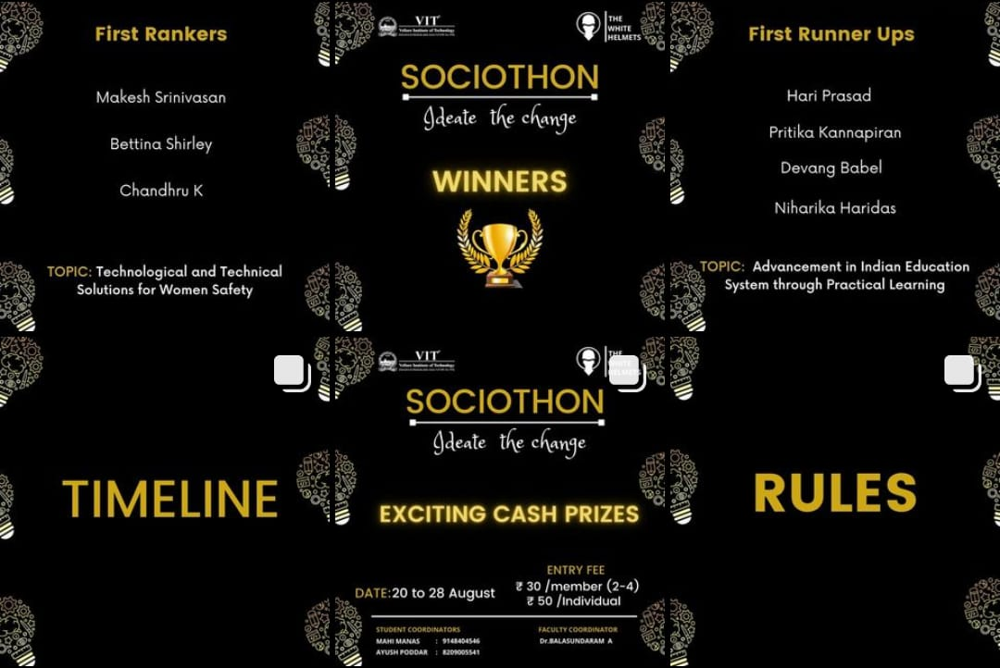 First Rankers
Makesh Srinivasan
Bettina Shirley
Chandhru K
TOPIC: Technological and Technical
Solutions for Women Safety
VIT
Vellore Institute of Technology
THE
WHITE
HELMETS
SOCIOTHON
Ideate the change
WINNERS
First Runner Ups
Hari Prasad
Pritika Kannapiran
Devang Babel
Niharika Haridas
TOPIC: Advancement in Indian Education
System through Practical Learning
TIMELINE
VIT
Vellore Institute of Technology
THE
SOCIOTHON
Ideate the change
EXCITING CASH PRIZES
DATE:20 to 28 August
ENTRY FEE
₹ 30 /member (2-4)
₹ 50 /Individual
STUDENT COORDINATORS
MAHI MANAS : 9148404546
AYUSH PODDAR : 8209005541
FACULTY COORDINATOR
Dr.BALASUNDARAM A
RULES